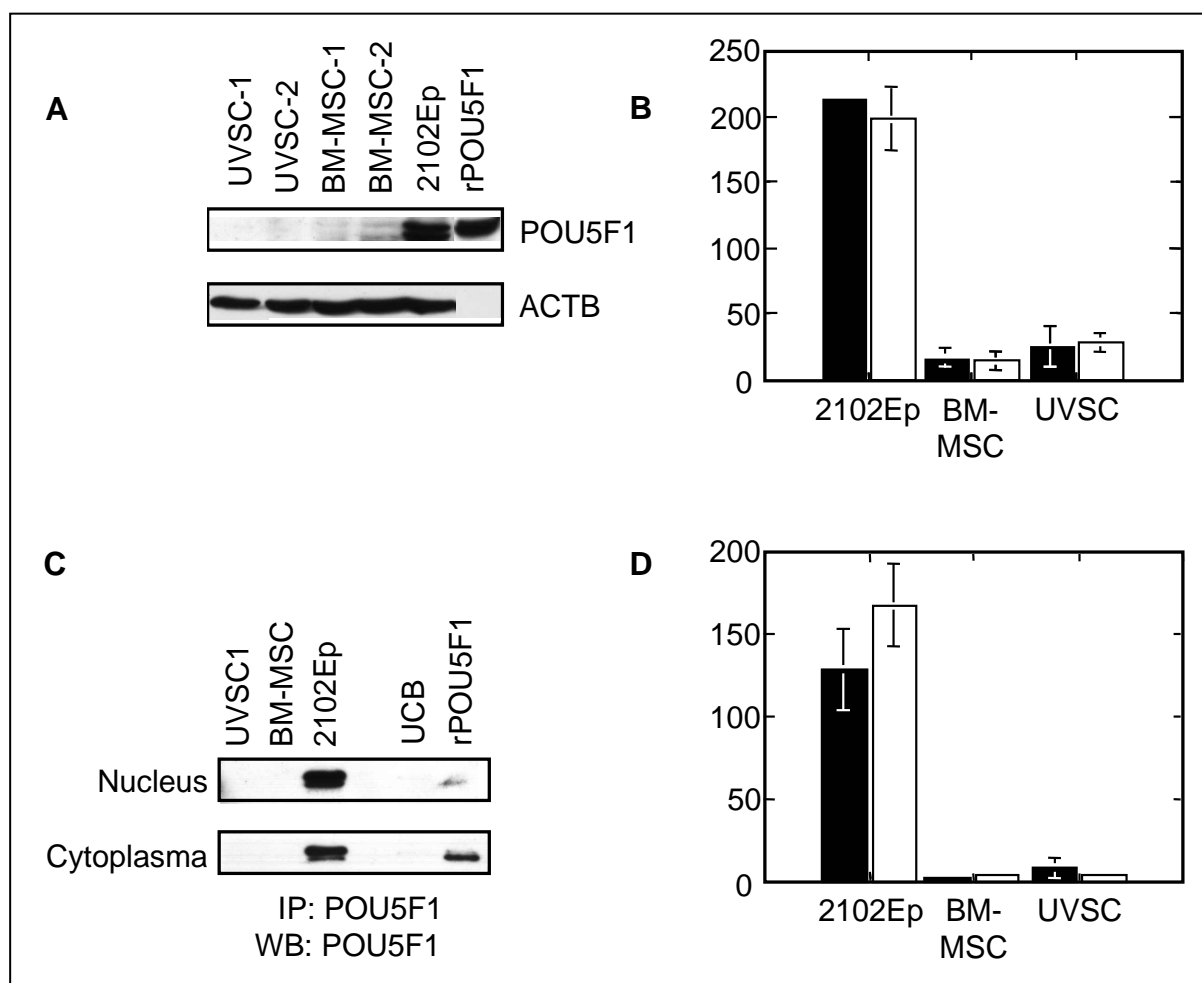 A
UVSC-1
UVSC-2
BM-MSC-1
BM-MSC-2
2102Ep
rPOU5F1
POU5F1
ACTB
B
250
200
150
100
50
0
2102Ep
BM-
MSC
UVSC
C
UVSC1
BM-MSC
2102Ep
UCB
rPOU5F1
Nucleus
Cytoplasma
IP: POU5F1
WB: POU5F1
D
200
150
100
50
0
2102Ep
BM-
MSC
UVSC